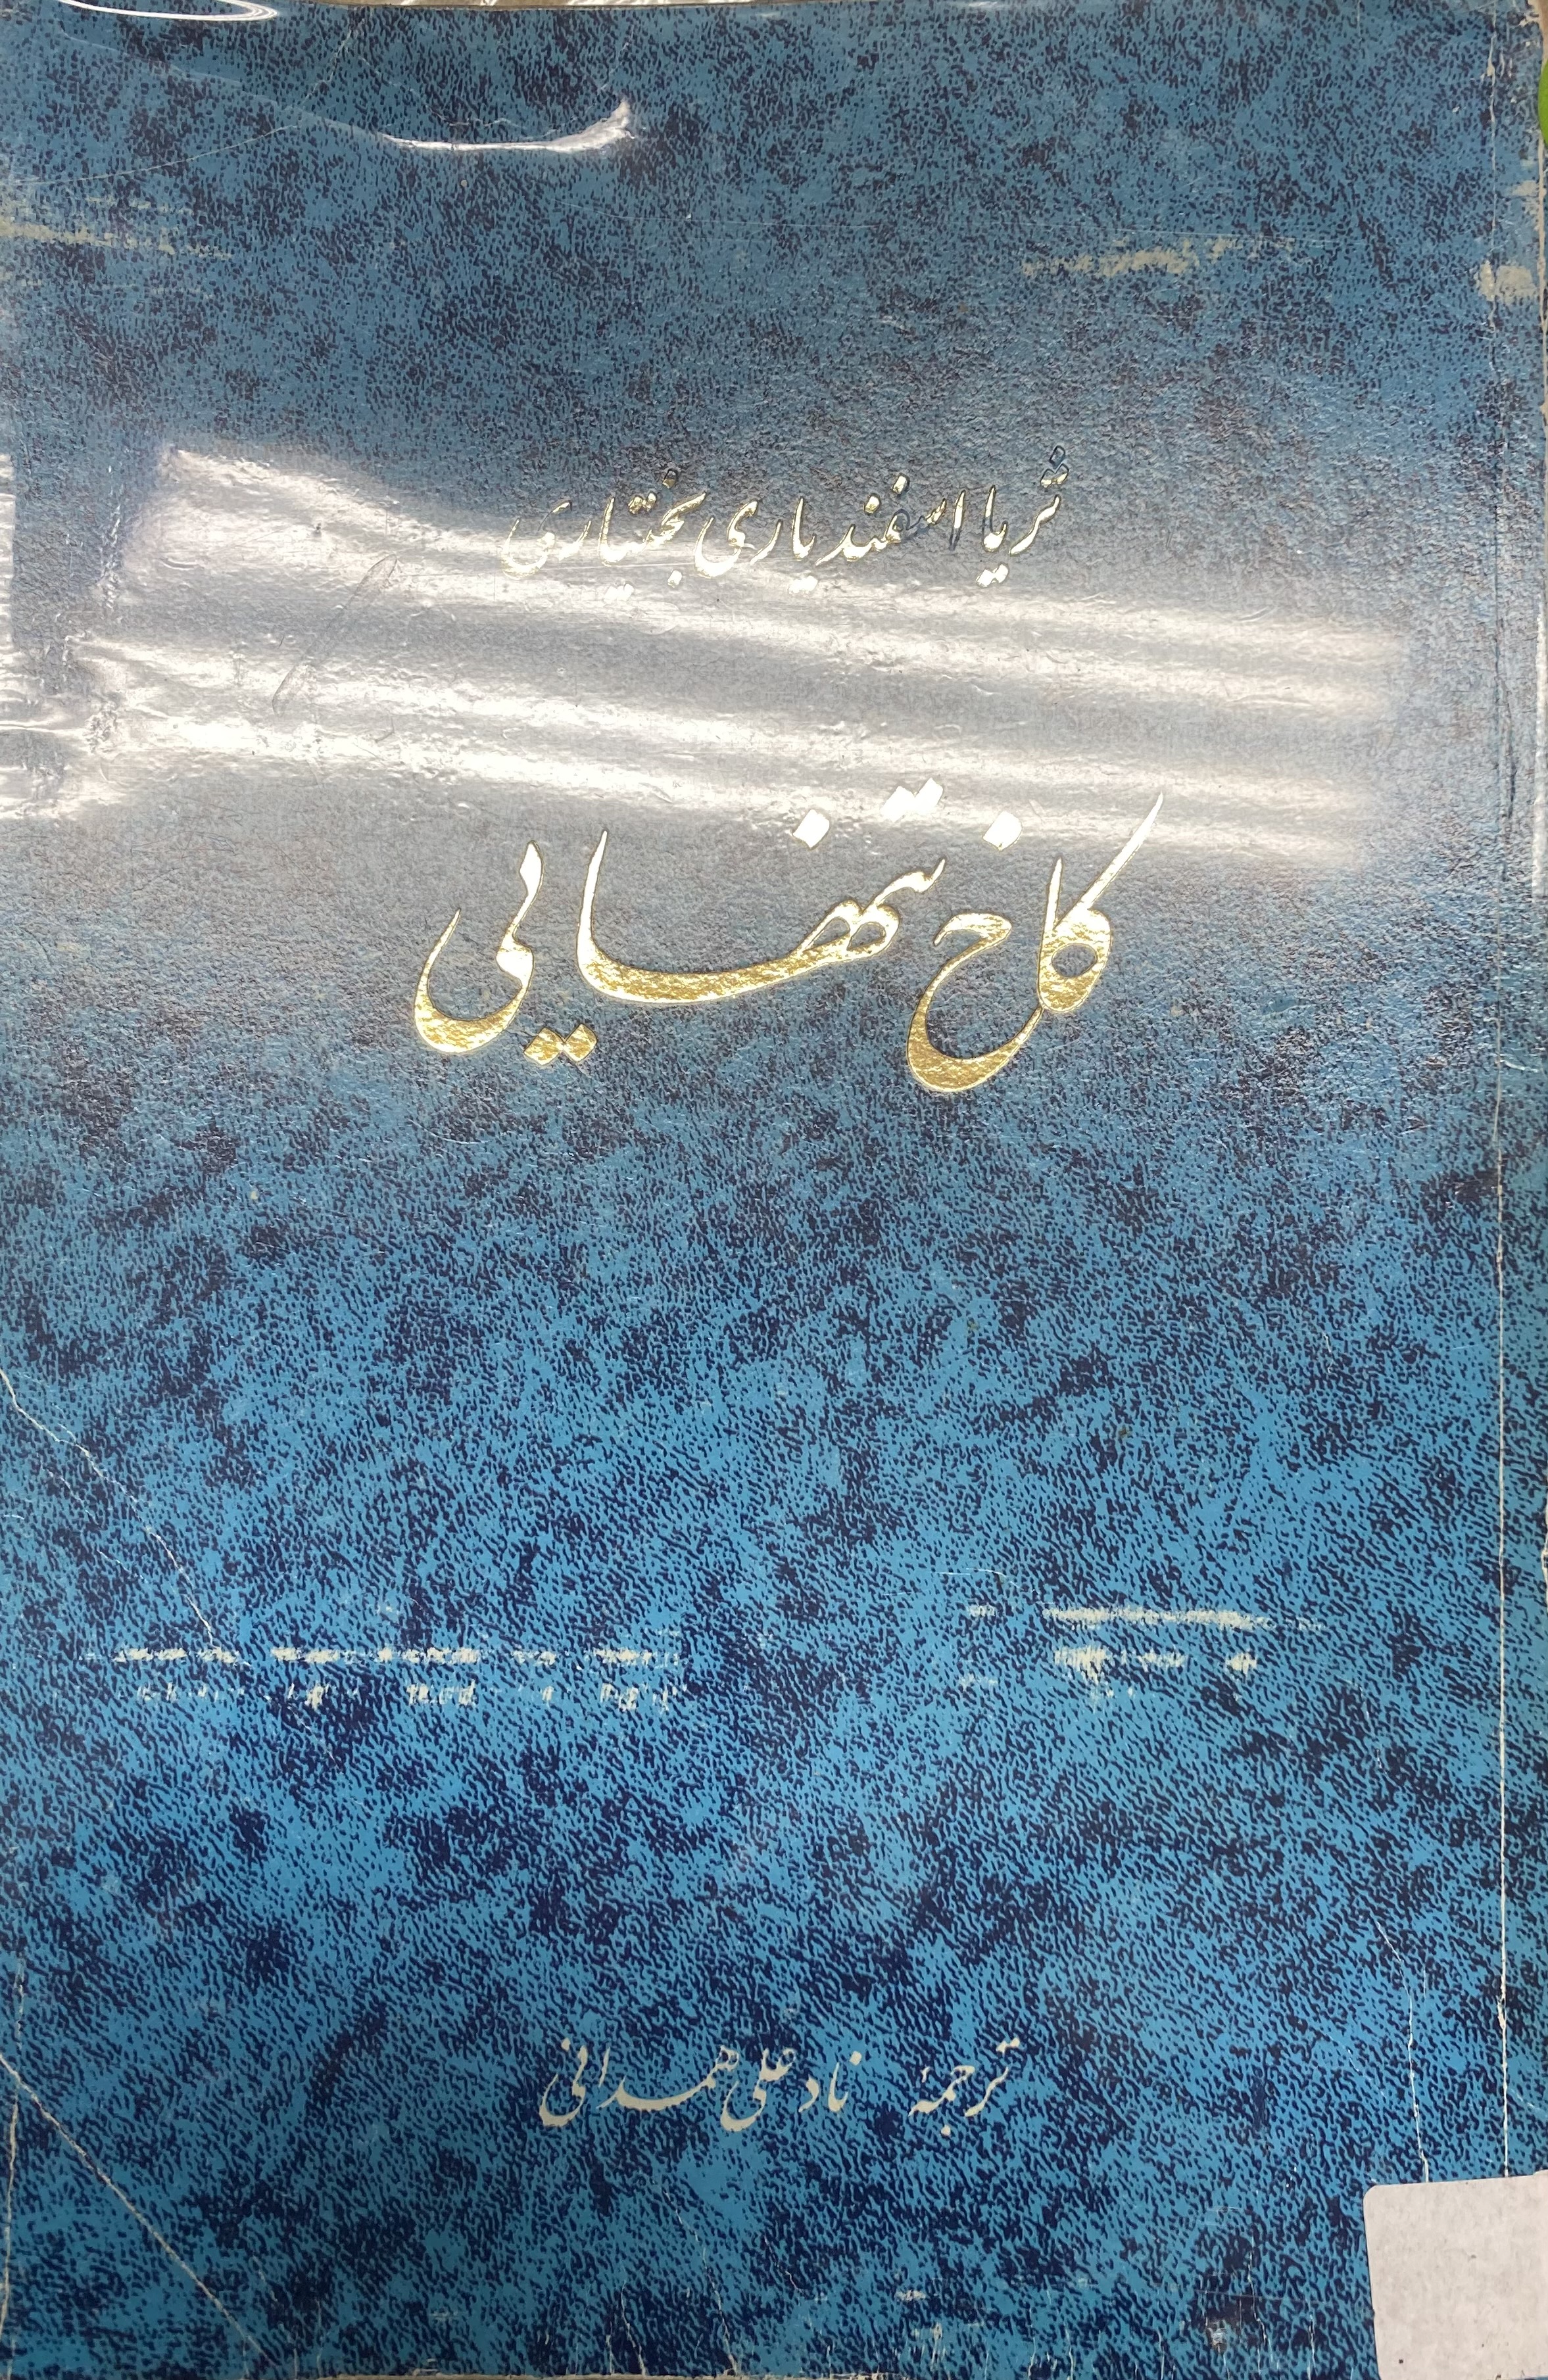 ثریا اسفندیاری بختیاری
کاخ تنهایی
ترجمهٔ نادعلی همدانی